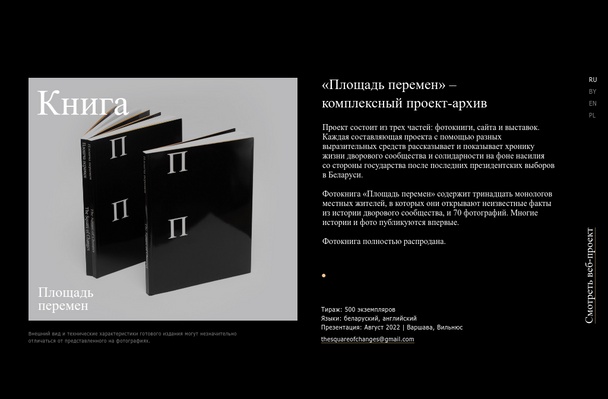 Книга
П
П
П
П
Площадь
перемен
Внешний вид и технические характеристики готового издания могут незначительно
отличаться от представленного на фотографиях.
«Площадь перемен» –
комплексный проект-архив
Проект состоит из трех частей: фотокниги, сайта и выставок.
Каждая составляющая проекта с помощью разных
выразительных средств рассказывает и показывает хронику
жизни дворового сообщества и солидарности на фоне насилия
со стороны государства после последних президентских выборов
в Беларуси.
Фотокнига «Площадь перемен» содержит тринадцать монологов
местных жителей, в которых они открывают неизвестные факты
из истории дворового сообщества, и 70 фотографий. Многие
истории и фото публикуются впервые.
Фотокнига полностью распродана.
Тираж: 500 экземпляров
Языки: беларуский, английский
Презентация: Август 2022 | Варшава, Вильнюс
thesquareofchanges@gmail.com
RU
BY
EN
PL
Смотреть веб-проект